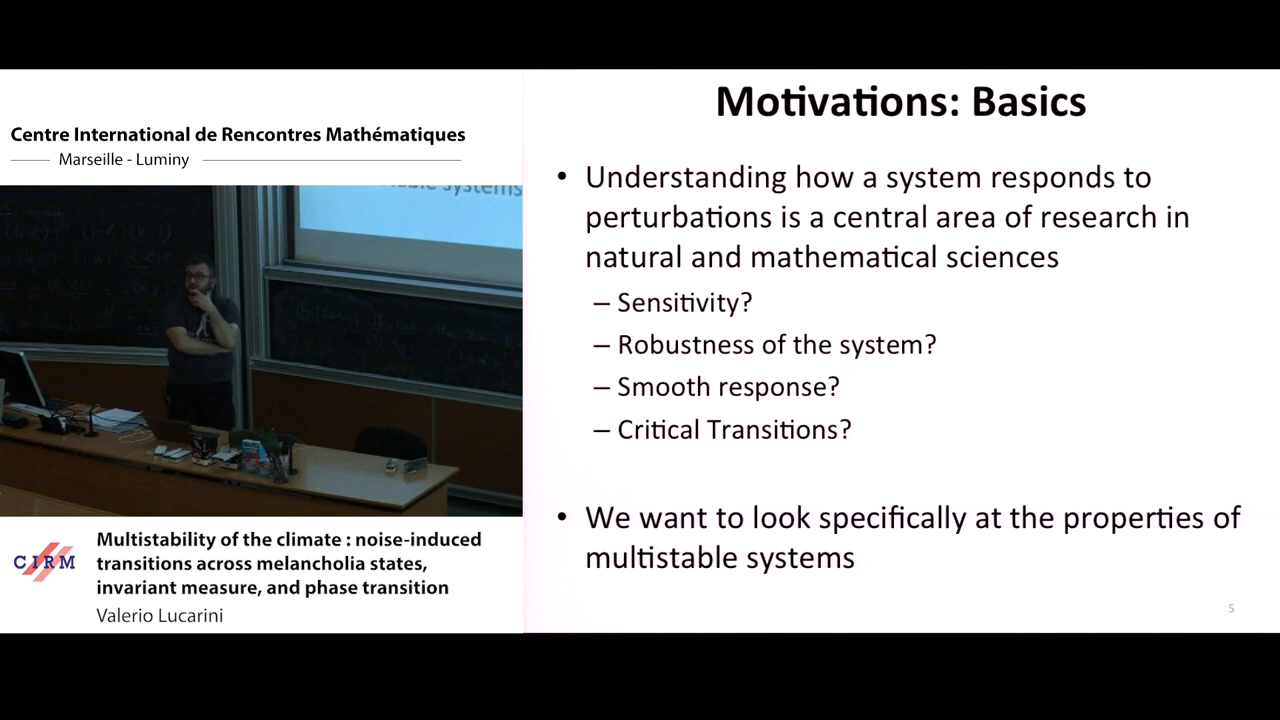 Centre International de Rencontres Mathématiques
Marseille - Luminy
stable systems
CIRM
Multistability of the climate : noise-induced
transitions across melancholia states,
invariant measure, and phase transition
Valerio Lucarini
Motivations: Basics
• Understanding how a system responds to
perturbations is a central area of research in
natural and mathematical sciences
– Sensitivity?
– Robustness of the system?
– Smooth response?
– Critical Transitions?
• We want to look specifically at the properties of
multistable systems
5